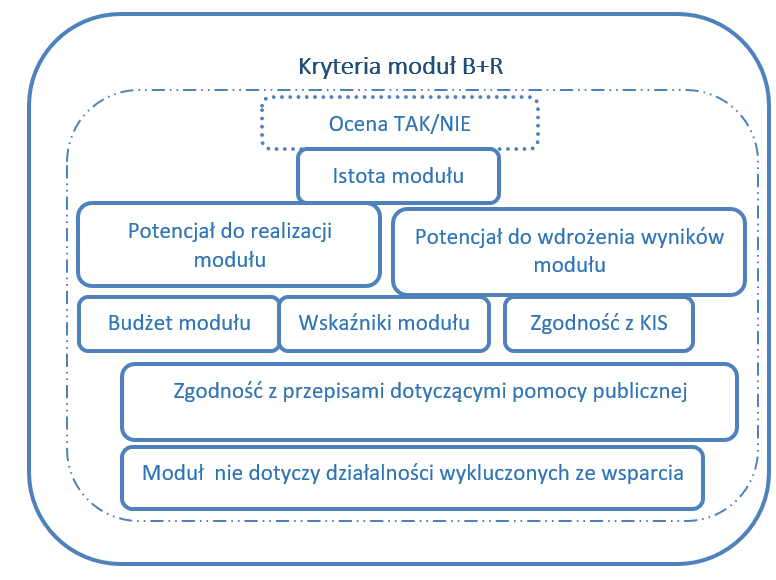 Kryteria moduł B+R
Ocena TAK/NIE
Istota modułu
Potencjał do realizacji
modułu
Potencjał do wdrożenia wyników
modułu
Budżet modułu
Wskaźniki modułu
Zgodność z KIS
Zgodność z przepisami dotyczącymi pomocy publicznej
Moduł  nie dotyczy działalności wykluczonych ze wsparcia